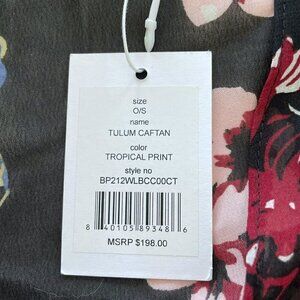 size
O/S
name
TULUM CAFTAN
color
TROPICAL PRINT
style no
BP212WLBCC00CT
8 40105 89348 6
MSRP $198.00